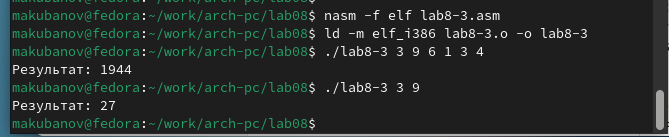 makubanov@fedora:~/work/arch-pc/lab08$ nasm -f elf lab8-3.asm
makubanov@fedora:~/work/arch-pc/lab08$ ld -m elf_i386 lab8-3.o -o lab8-3
makubanov@fedora:~/work/arch-pc/lab08$ ./lab8-3 3 9 6 1 3 4
Результат: 1944
makubanov@fedora:~/work/arch-pc/lab08$ ./lab8-3 3 9
Результат: 27
makubanov@fedora:~/work/arch-pc/lab08$